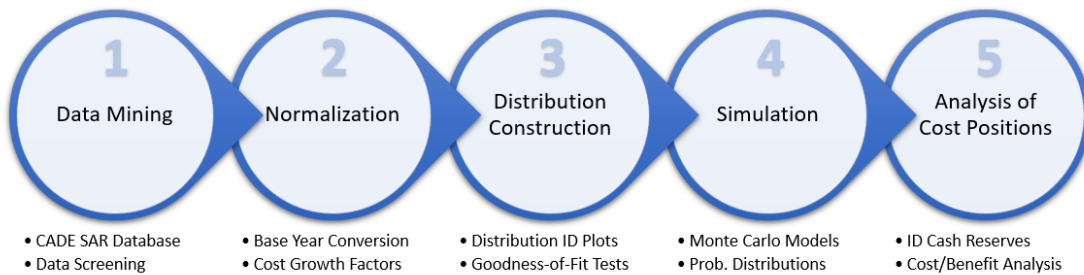 1
Data Mining
• CADE SAR Database
• Data Screening
2
Normalization
• Base Year Conversion
• Cost Growth Factors
3
Distribution
Construction
• Distribution ID Plots
• Goodness-of-Fit Tests
4
Simulation
• Monte Carlo Models
• Prob. Distributions
5
Analysis of
Cost Positions
• ID Cash Reserves
• Cost/Benefit Analysis